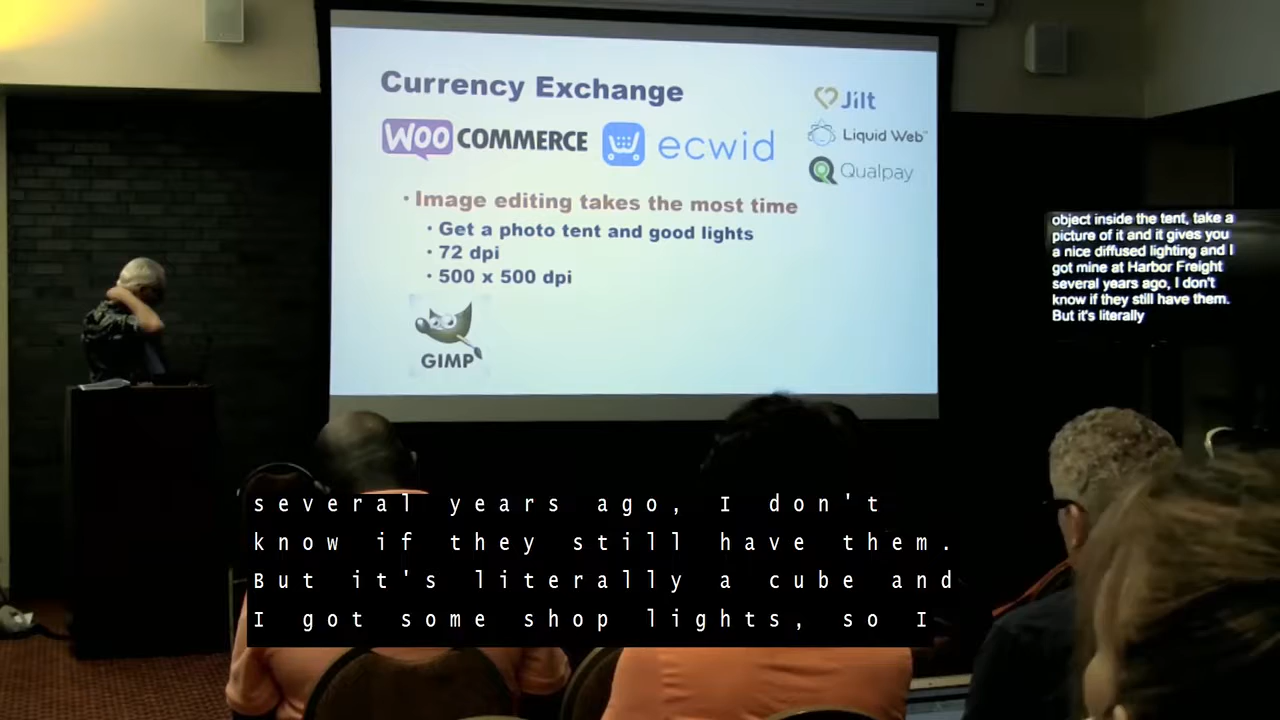 Currency Exchange
WOO COMMERCE
ecwid
Jilt
Liquid Web™
Qualpay
• Image editing takes the most time
• Get a photo tent and good lights
• 72 dpi
• 500 x 500 dpi
GIMP
object inside the tent, take a
picture of it and it gives you
a nice diffused lighting and I
got mine at Harbor Freight
several years ago, I don't
know if they still have them.
But it's literally
several years ago, I don't
know if they still have them.
But it's literally a cube and
I got some shop lights, so I